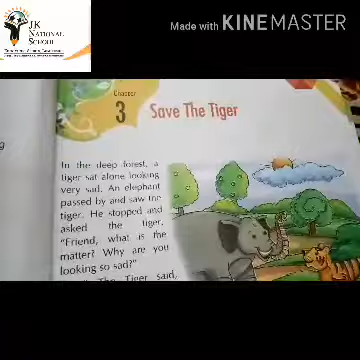 JK
NATIONAL
SCHOOL
Made with KINEMASTER
Chapter
3
Save The Tiger
In the deep forest, a
tiger sat alone looking
very sad. An elephant
passed by and saw the
tiger. He stopped and
asked the tiger,
"Friend, what is the
matter? Why are you
looking so sad?"
The Tiger said,